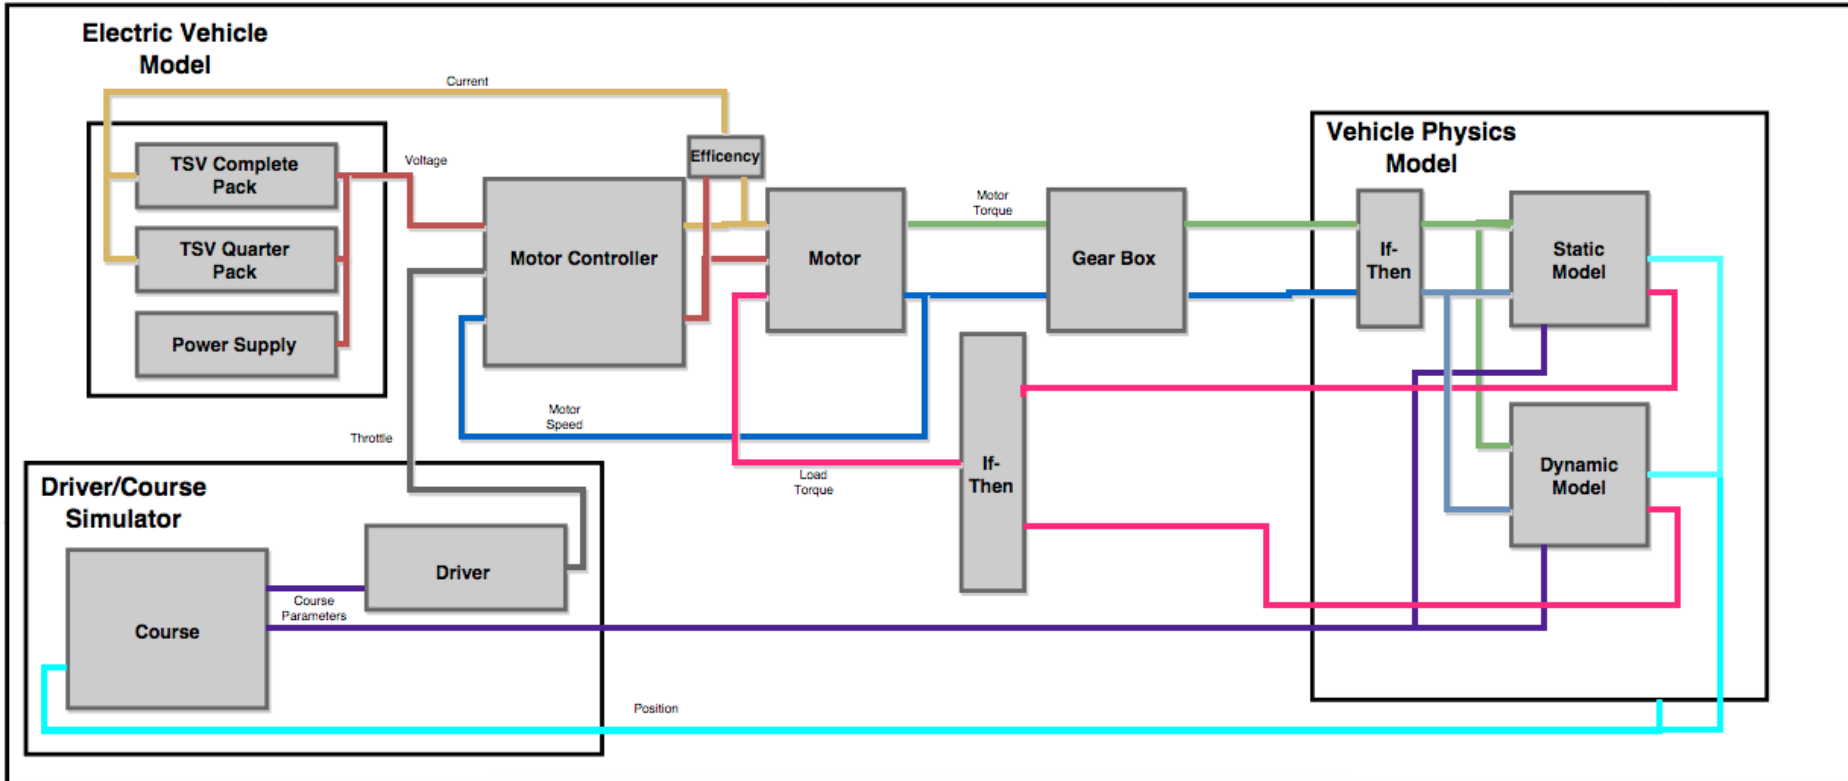 Electric Vehicle
Model
Current
TSV Complete
Pack
Voltage
TSV Quarter
Pack
Power Supply
Efficency
Motor Controller
Motor
Motor
Torque
Gear Box
Vehicle Physics
Model
If-
Then
Static
Model
Dynamic
Model
Motor
Speed
Throttle
Load
Torque
If-
Then
Driver/Course
Simulator
Driver
Course
Parameters
Course
Position